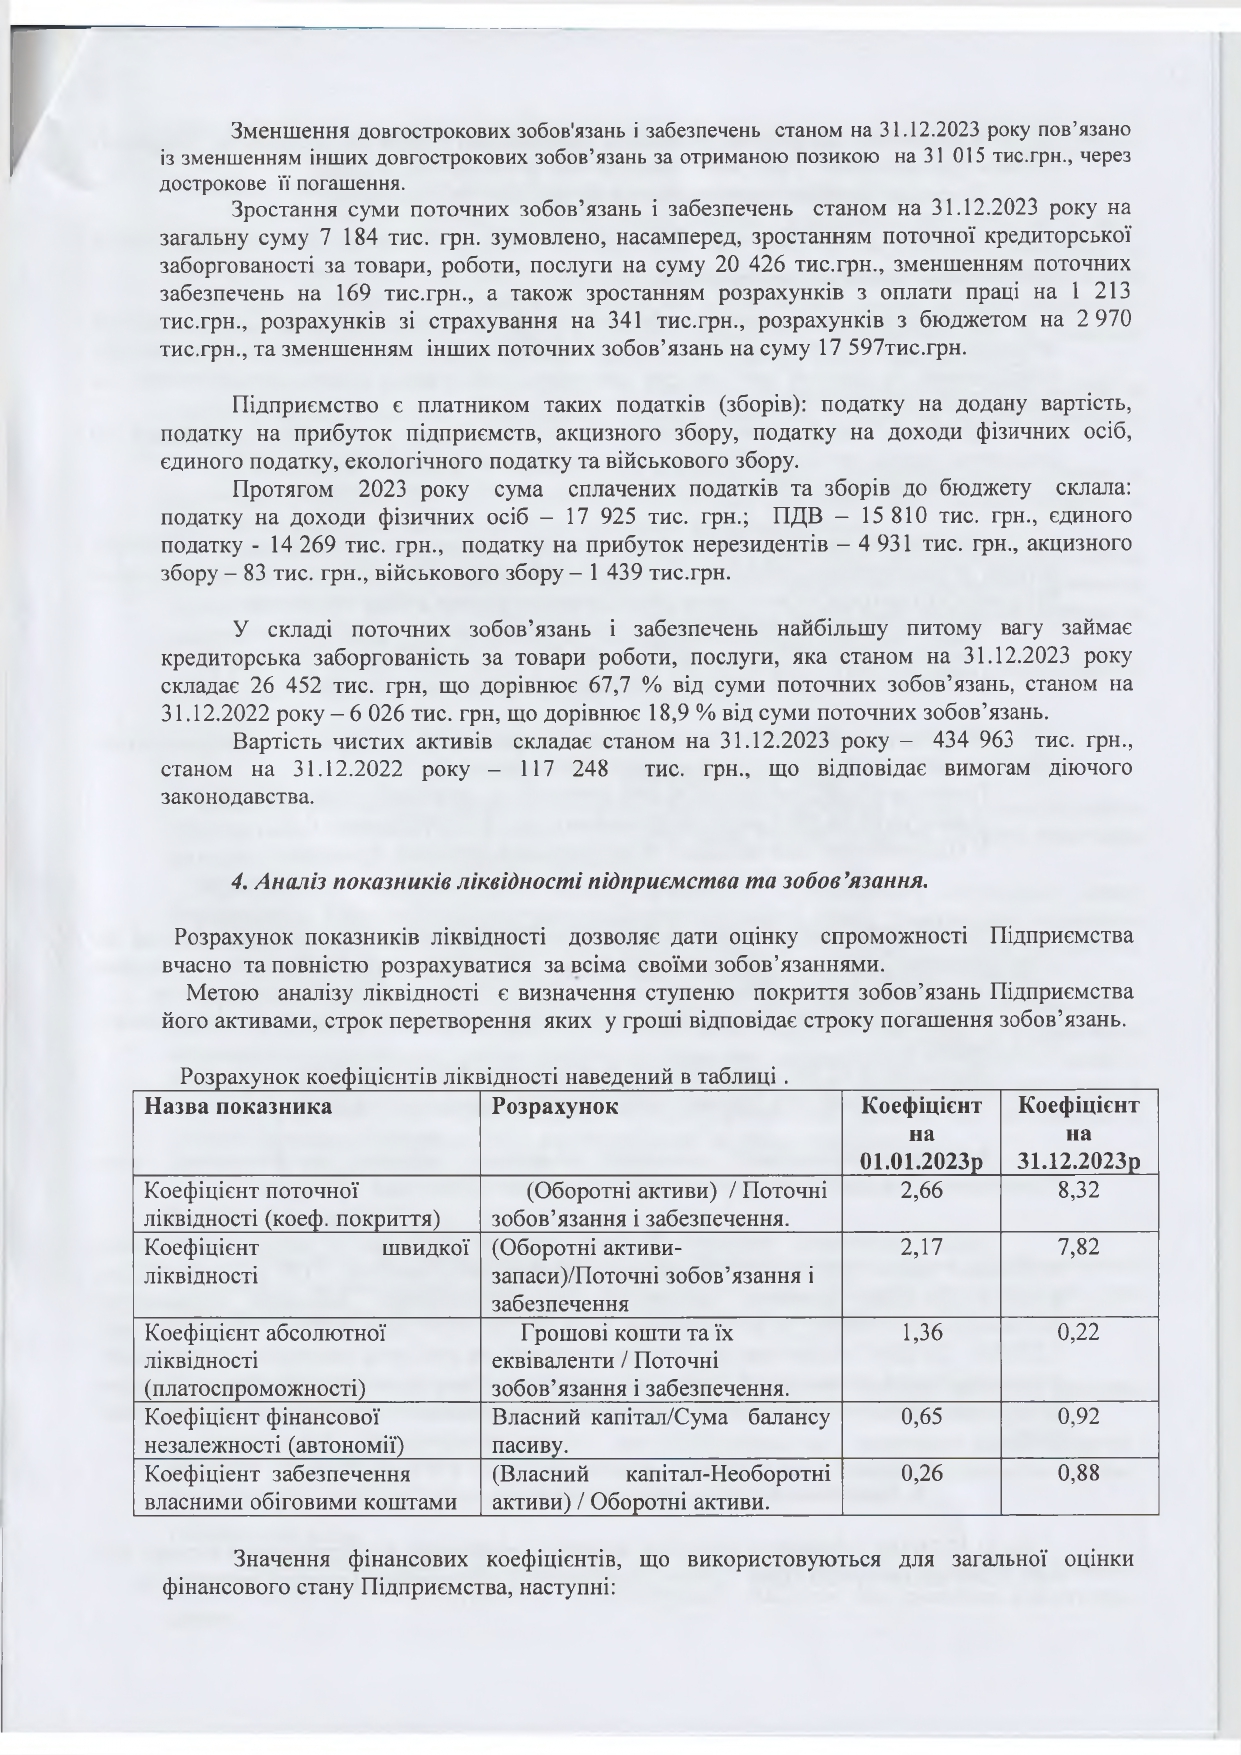 Зменшення довгострокових зобов'язань і забезпечень станом на 31.12.2023 року пов’язано
із зменшенням інших довгострокових зобов’язань за отриманою позикою на 31 015 тис.грн., через
дострокове її погашення.
Зростання суми поточних зобов’язань і забезпечень станом на 31.12.2023 року на
загальну суму 7 184 тис. грн. зумовлено, насамперед, зростанням поточної кредиторської
заборгованості за товари, роботи, послуги на суму 20 426 тис.грн., зменшенням поточних
забезпечень на 169 тис.грн., а також зростанням розрахунків з оплати праці на 1 213
тис.грн., розрахунків зі страхування на 341 тис.грн., розрахунків з бюджетом на 2 970
тис.грн., та зменшенням інших поточних зобов’язань на суму 17 597тис.грн.
Підприємство є платником таких податків (зборів): податку на додану вартість,
податку на прибуток підприємств, акцизного збору, податку на доходи фізичних осіб,
єдиного податку, екологічного податку та військового збору.
Протягом 2023 року сума сплачених податків та зборів до бюджету склала:
податку на доходи фізичних осіб – 17 925 тис. грн.; ПДВ – 15 810 тис. грн., єдиного
податку - 14 269 тис. грн., податку на прибуток нерезидентів – 4 931 тис. грн., акцизного
збору – 83 тис. грн., військового збору – 1 439 тис.грн.
У складі поточних зобов’язань і забезпечень найбільшу питому вагу займає
кредиторська заборгованість за товари роботи, послуги, яка станом на 31.12.2023 року
складає 26 452 тис. грн, що дорівнює 67,7 % від суми поточних зобов’язань, станом на
31.12.2022 року – 6 026 тис. грн, що дорівнює 18,9 % від суми поточних зобов’язань.
Вартість чистих активів складає станом на 31.12.2023 року – 434 963 тис. грн.,
станом на 31.12.2022 року – 117 248 тис. грн., що відповідає вимогам діючого
законодавства.
4. Аналіз показників ліквідності підприємства та зобов’язання.
Розрахунок показників ліквідності дозволяє дати оцінку спроможності Підприємства
вчасно та повністю розрахуватися за всіма своїми зобов’язаннями.
Метою аналізу ліквідності є визначення ступеню покриття зобов’язань Підприємства
його активами, строк перетворення яких у гроші відповідає строку погашення зобов’язань.
Розрахунок коефіцієнтів ліквідності наведений в таблиці .
Назва показника Розрахунок Коефіцієнт Коефіцієнт
на на
01.01.2023р 31.12.2023р
Коефіцієнт поточної (Оборотні активи) / Поточні 2,66 8,32
ліквідності (коеф. покриття) зобов’язання і забезпечення.
Коефіцієнт швидкої (Оборотні активи- 2,17 7,82
ліквідності запаси)/Поточні зобов’язання і
забезпечення
Коефіцієнт абсолютної Грошові кошти та їх 1,36 0,22
ліквідності еквіваленти / Поточні
(платоспроможності) зобов’язання і забезпечення.
Коефіцієнт фінансової Власний капітал/Сума балансу 0,65 0,92
незалежності (автономії) пасиву.
Коефіціент забезпечення (Власний капітал-Необоротні 0,26 0,88
власними обіговими коштами активи) / Оборотні активи.
Значення фінансових коефіцієнтів, що використовуються для загальної оцінки
фінансового стану Підприємства, наступні: